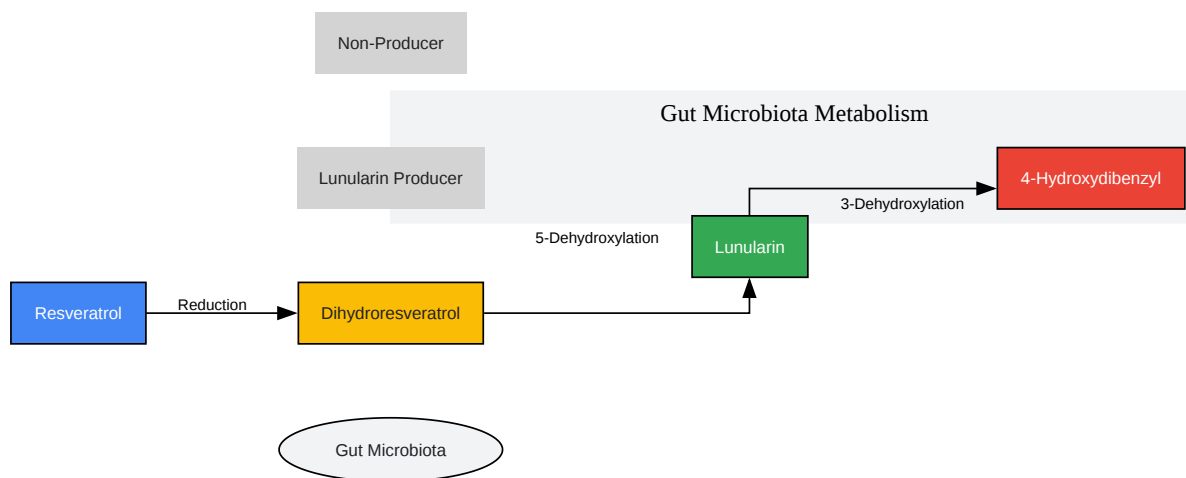 Non-Producer
Gut Microbiota Metabolism
Lunularin Producer
4-Hydroxydibenzyl
3-Dehydroxylation
5-Dehydroxylation
Lunularin
Resveratrol
Reduction
Dihydroresveratrol
Gut Microbiota